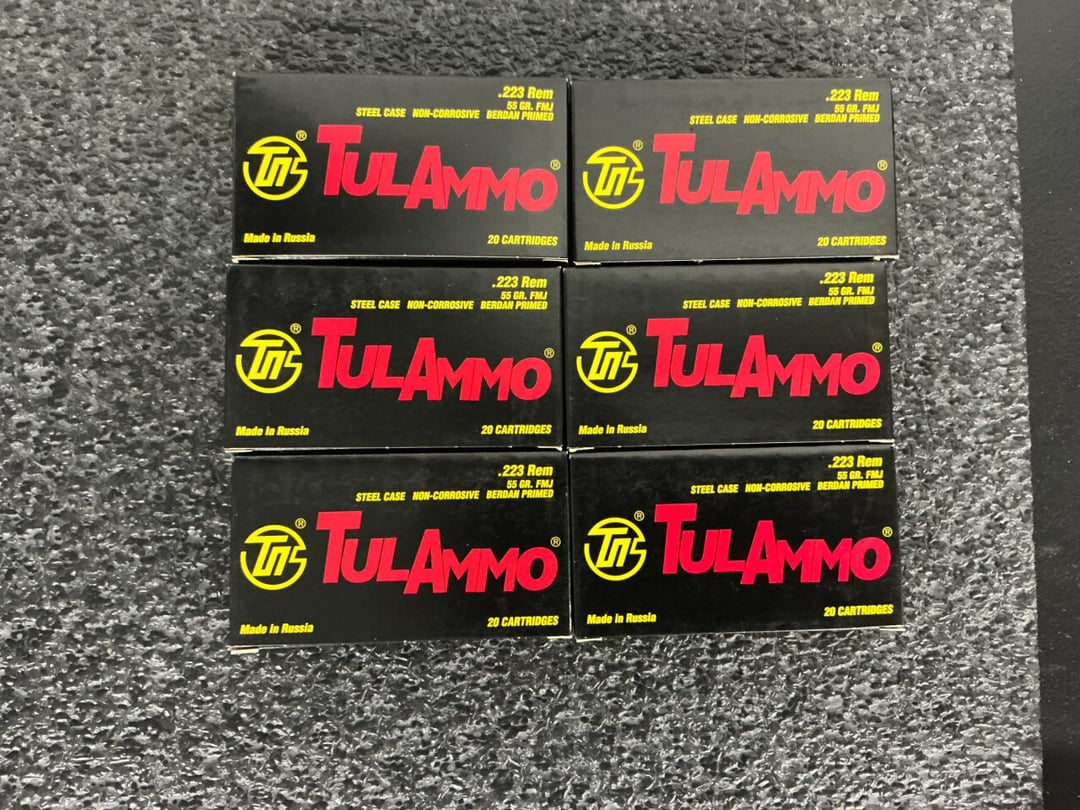 .223 Rem
55 GR. FMJ
STEEL CASE NON-CORROSIVE BERDAN PRIMED
® TULAMMO®
Made in Russia 20 CARTRIDGES
.223 Rem
55 GR. FMJ
STEEL CASE NON-CORROSIVE BERDAN PRIMED
® TULAMMO®
Made in Russia 20 CARTRIDGES
.223 Rem
55 GR. FMJ
STEEL CASE NON-CORROSIVE BERDAN PRIMED
® TULAMMO®
Made in Russia 20 CARTRIDGES
.223 Rem
55 GR. FMJ
STEEL CASE NON-CORROSIVE BERDAN PRIMED
® TULAMMO®
Made in Russia 20 CARTRIDGES
.223 Rem
55 GR. FMJ
STEEL CASE NON-CORROSIVE BERDAN PRIMED
® TULAMMO®
Made in Russia 20 CARTRIDGES
.223 Rem
55 GR. FMJ
STEEL CASE NON-CORROSIVE BERDAN PRIMED
® TULAMMO®
Made in Russia 20 CARTRIDGES